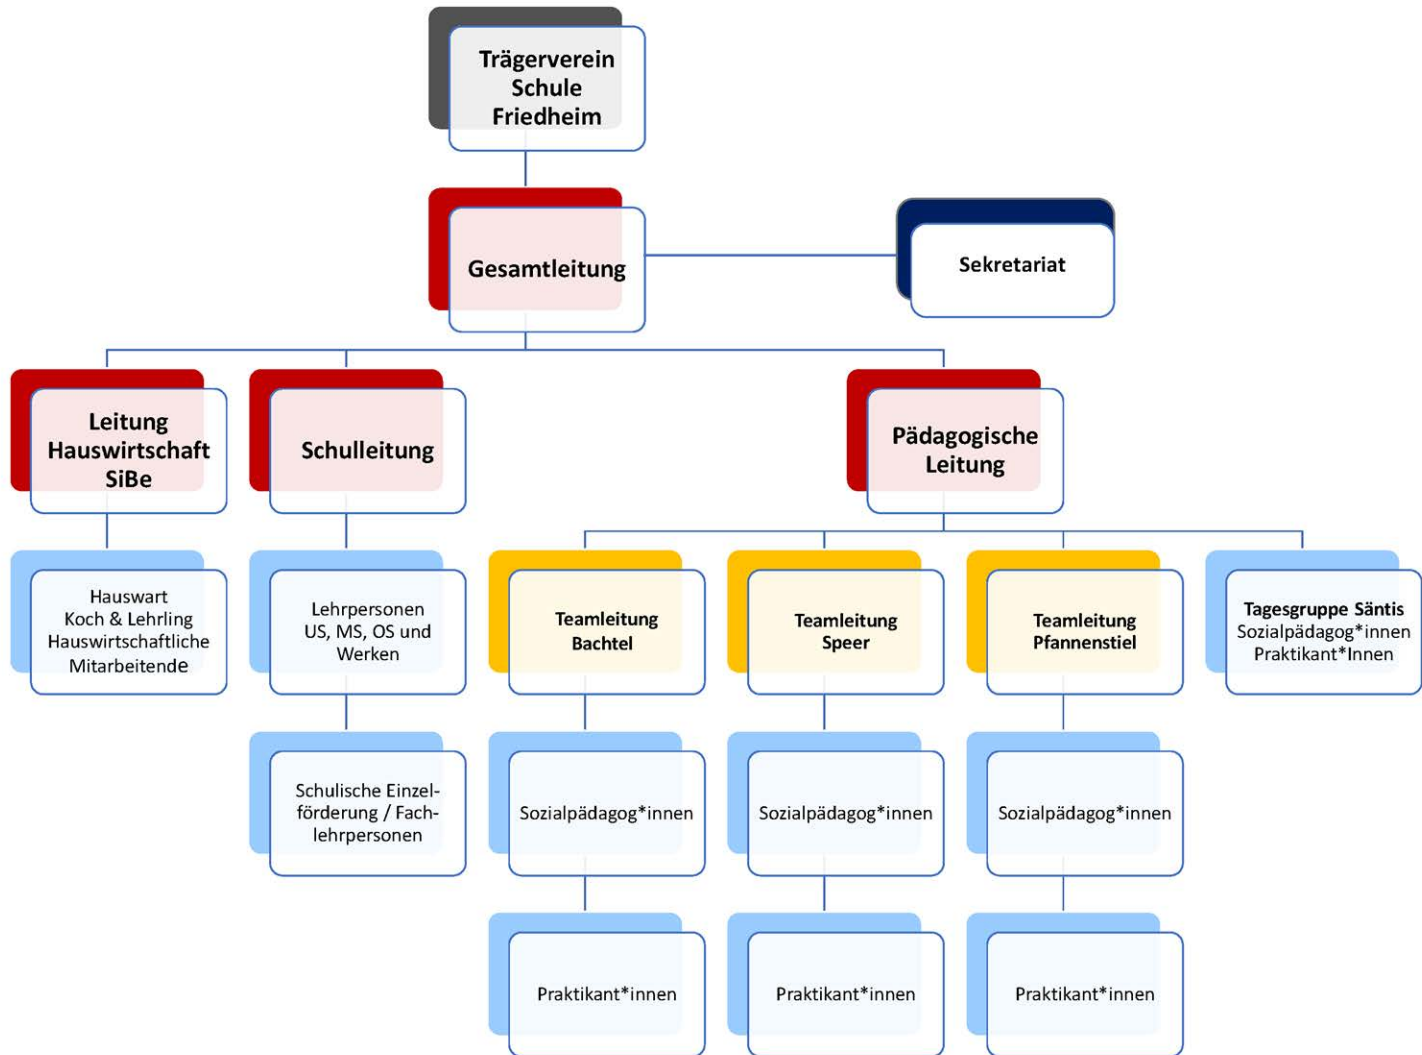 Trägerverein
Schule
Friedheim
Gesamtleitung
Sekretariat
Leitung
Hauswirtschaft
SiBe
Schulleitung
Pädagogische
Leitung
Hauswart
Koch & Lehrling
Hauswirtschaftliche
Mitarbeitende
Lehrpersonen
US, MS, OS und
Werken
Teamleitung
Bachtel
Teamleitung
Speer
Teamleitung
Pfannenstiel
Tagesgruppe Säntis
Sozialpädagog*innen
Praktikant*Innen
Schulische Einzel-
förderung / Fach-
lehrpersonen
Sozialpädagog*innen
Sozialpädagog*innen
Sozialpädagog*innen
Praktikant*innen
Praktikant*innen
Praktikant*innen